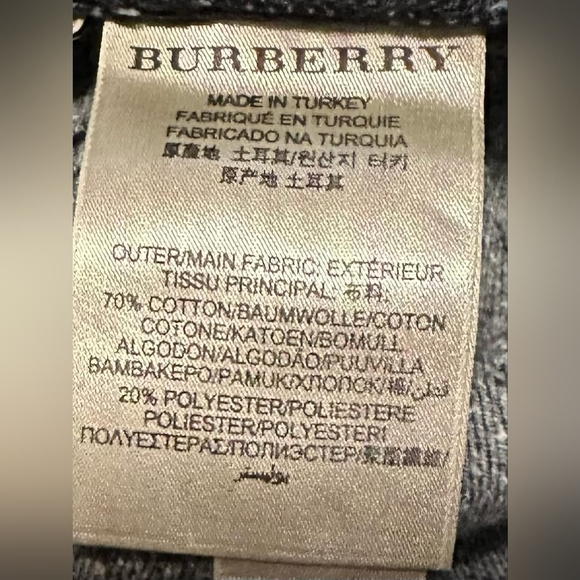 BURBERRY
MADE IN TURKEY
FABRIQUÉ EN TURQUIE
FABRICADO NA TURQUIA
原產地 土耳其/원산지 터키
原产地 土耳其
OUTER/MAIN FABRIC: EXTÉRIEUR
TISSU PRINCIPAL: 布料:
70% COTTON/BAUMWOLLE/COTON
COTONE/KATOEN/BOMULL
ALGODON/ALGODÃO/PUUVILLA
ΒΑΜΒΑΚΕΡΟ/PAMUK/ХЛОПОК/棉/قطن/
20% POLYESTER/POLIESTERE
POLIESTER/POLYESTERI
ΠΟΛΥΕΣΤΕΡΑΣ/ПОЛИЭСТЕР/聚酯纖維/
بوليستر